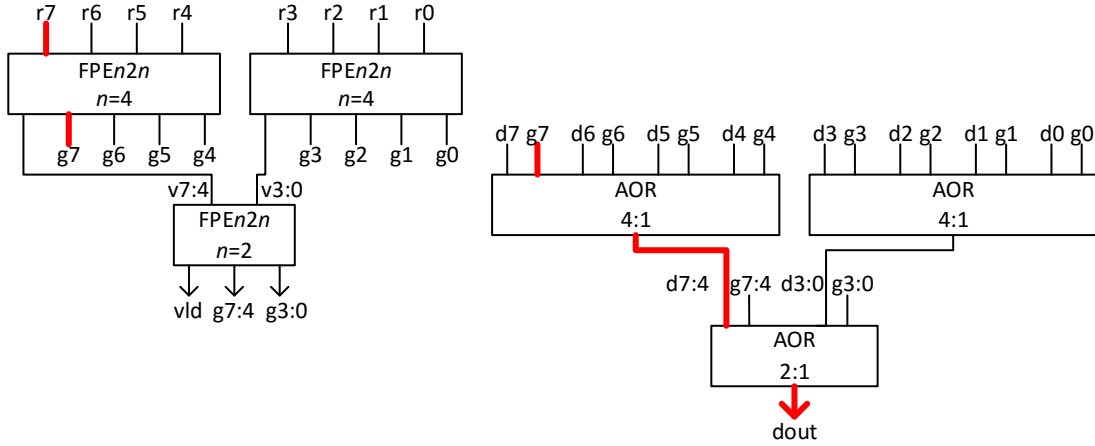 r7 r6 r5 r4 r3 r2 r1 r0
FPEn2n FPEn2n
n=4 n=4
d7 g7 d6 g6 d5 g5 d4 g4 d3 g3 d2 g2 d1 g1 d0 g0
g7 g6 g5 g4 g3 g2 g1 g0
v7:4 v3:0
AOR AOR
4:1 4:1
FPEn2n
n=2
d7:4 g7:4 d3:0 g3:0
vld g7:4 g3:0
AOR
2:1
dout